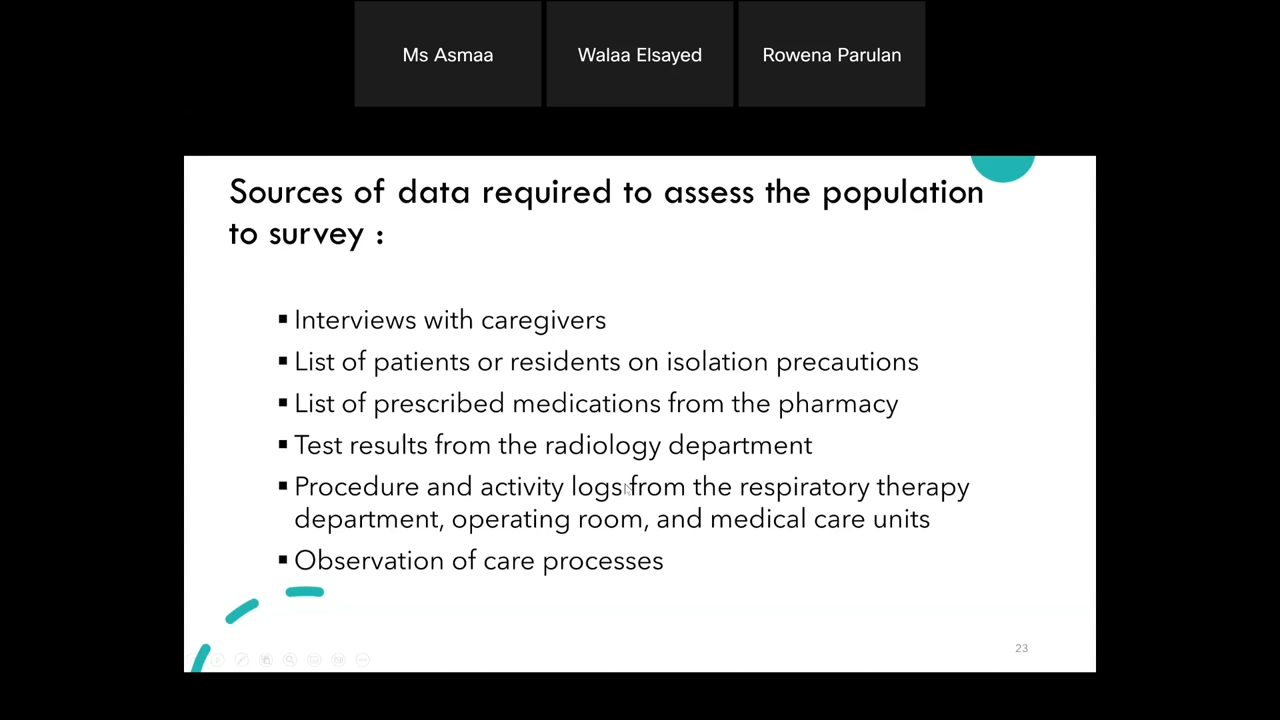 Ms Asmaa
Walaa Elsayed
Rowena Parulan
Sources of data required to assess the population
to survey :
▪ Interviews with caregivers
▪ List of patients or residents on isolation precautions
▪ List of prescribed medications from the pharmacy
▪ Test results from the radiology department
▪ Procedure and activity logs from the respiratory therapy
department, operating room, and medical care units
▪ Observation of care processes
23